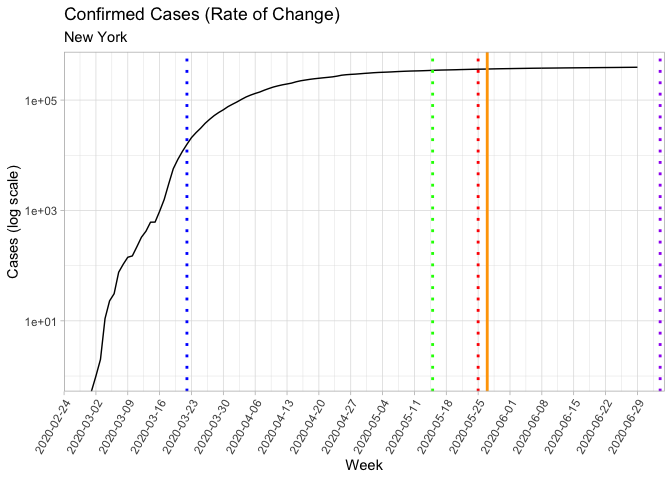 Confirmed Cases (Rate of Change)
New York
Cases (log scale)
1e+05
1e+03
1e+01
2020-02-24
2020-03-02
2020-03-09
2020-03-16
2020-03-23
2020-03-30
2020-04-06
2020-04-13
2020-04-20
2020-04-27
2020-05-04
2020-05-11
2020-05-18
2020-05-25
2020-06-01
2020-06-08
2020-06-15
2020-06-22
2020-06-29
Week